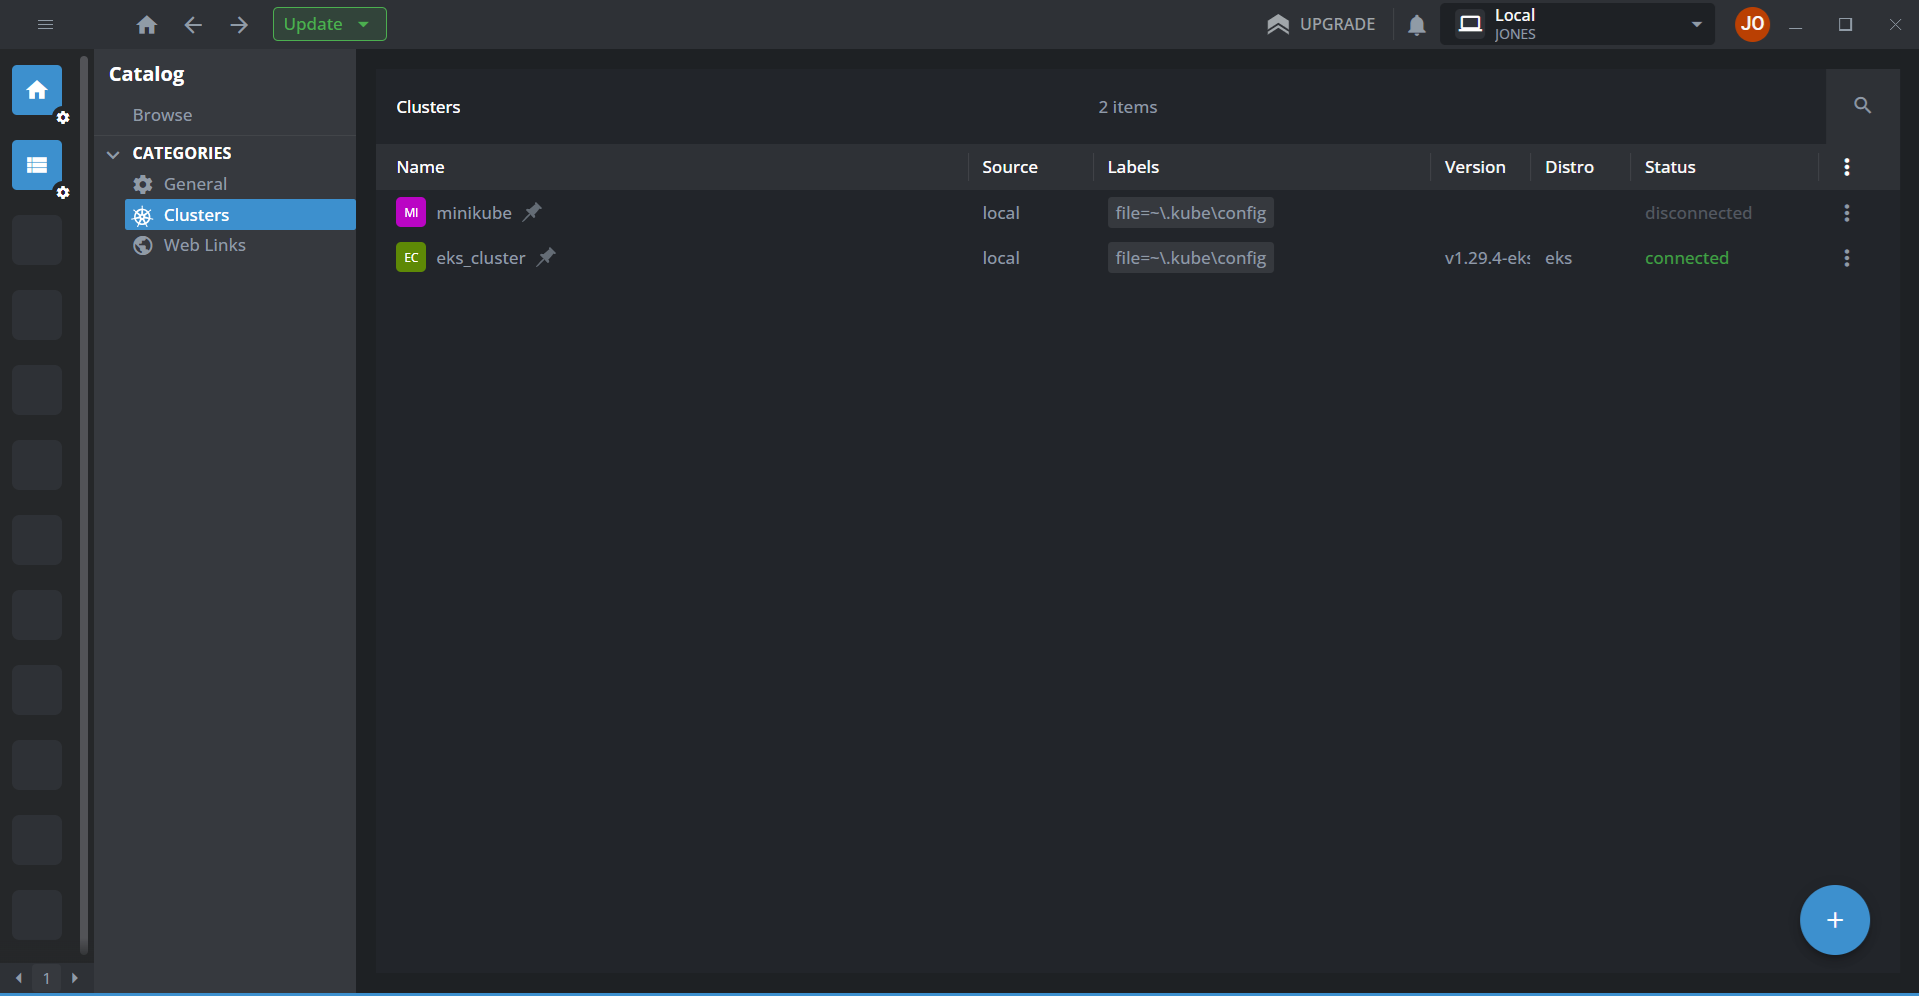 Update
UPGRADE
Local
JONES
JO
Catalog
Browse
CATEGORIES
General
Clusters
Web Links
Clusters
2 items
Name Source Labels Version Distro Status
MI minikube local file=~\.kube\config disconnected
EC eks_cluster local file=~\.kube\config v1.29.4-eks eks connected
+
1